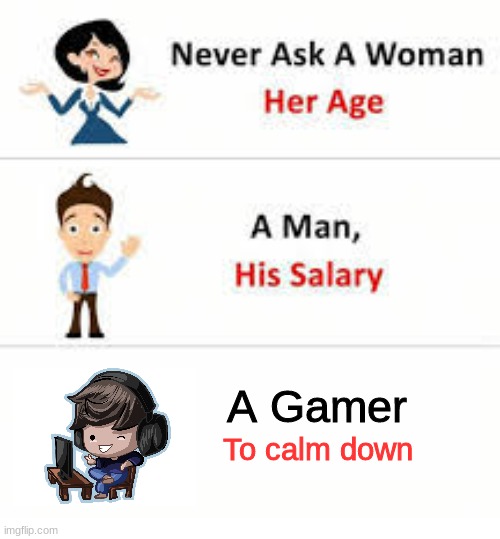 Never Ask A Woman
Her Age
A Man,
His Salary
A Gamer
To calm down
imgflip.com